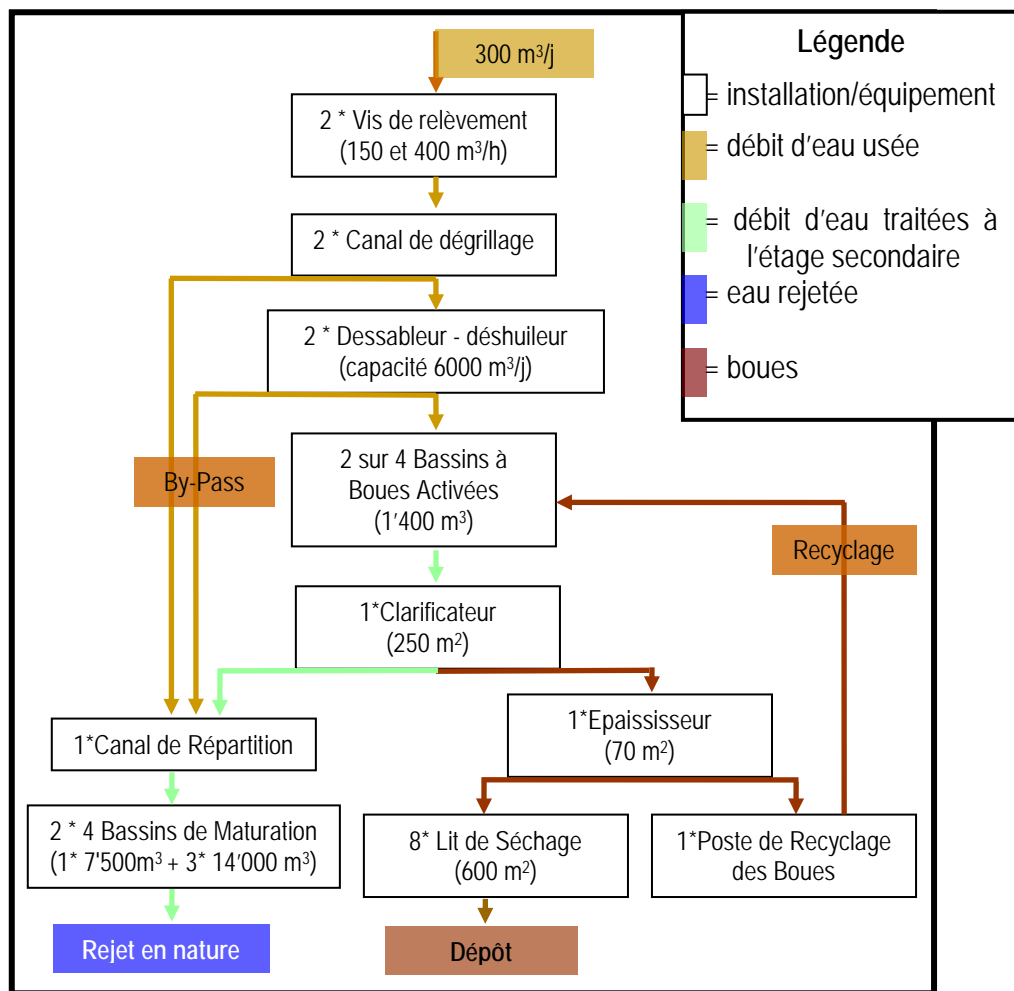 300 m³/j
2 * Vis de relèvement
(150 et 400 m³/h)
2 * Canal de dégrillage
2 * Dessableur - déshuileur
(capacité 6000 m³/j)
By-Pass
2 sur 4 Bassins à
Boues Activées
(1'400 m³)
Recyclage
1*Clarificateur
(250 m²)
1*Canal de Répartition
1*Epaississeur
(70 m²)
2 * 4 Bassins de Maturation
(1* 7'500m³ + 3* 14'000 m³)
8* Lit de Séchage
(600 m²)
1*Poste de Recyclage
des Boues
Rejet en nature
Dépôt
Légende
= installation/équipement
= débit d'eau usée
= débit d'eau traitées à
l'étage secondaire
= eau rejetée
= boues